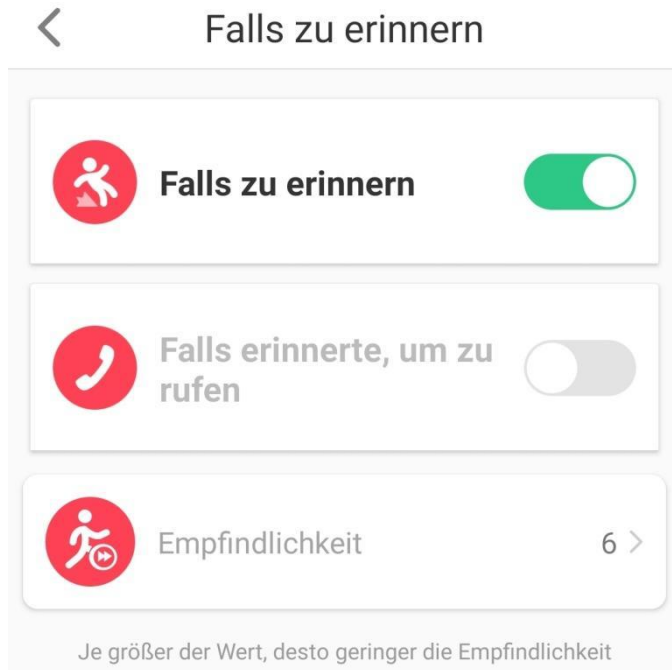 Falls zu erinnern
Falls zu erinnern
Falls erinnerte, um zu
rufen
Empfindlichkeit 6
Je größer der Wert, desto geringer die Empfindlichkeit